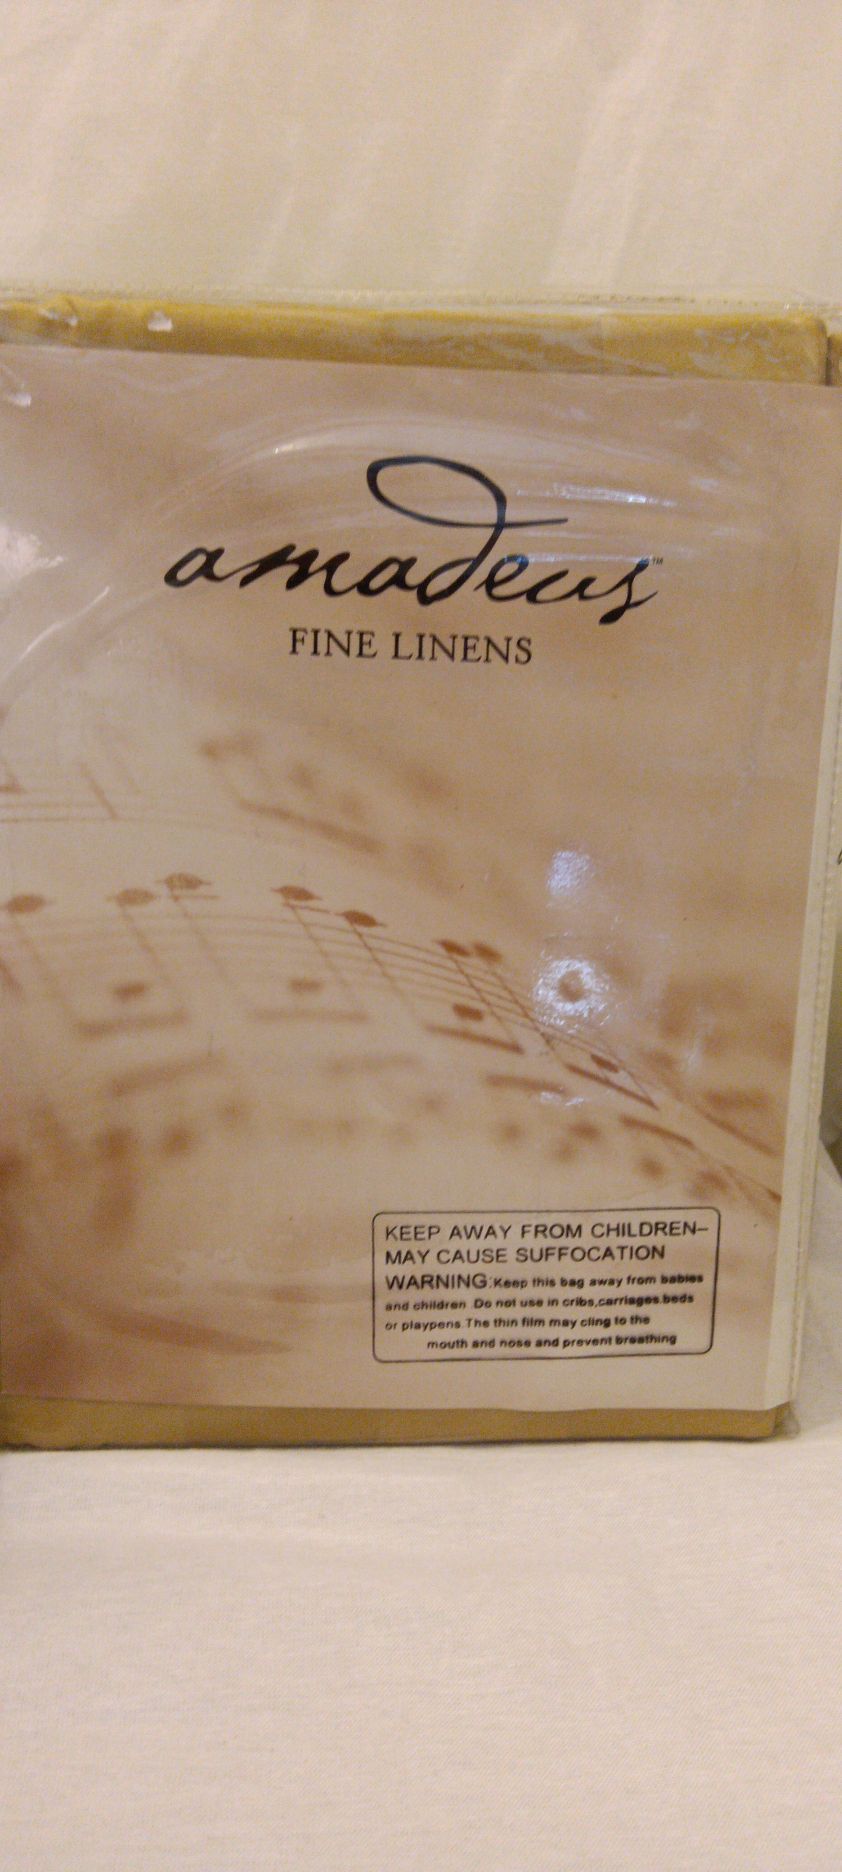 amadeus™
FINE LINENS
KEEP AWAY FROM CHILDREN–
MAY CAUSE SUFFOCATION
WARNING:Keep this bag away from babies
and children.Do not use in cribs,carriages.beds
or playpens.The thin film may cling to the
mouth and nose and prevent breathing